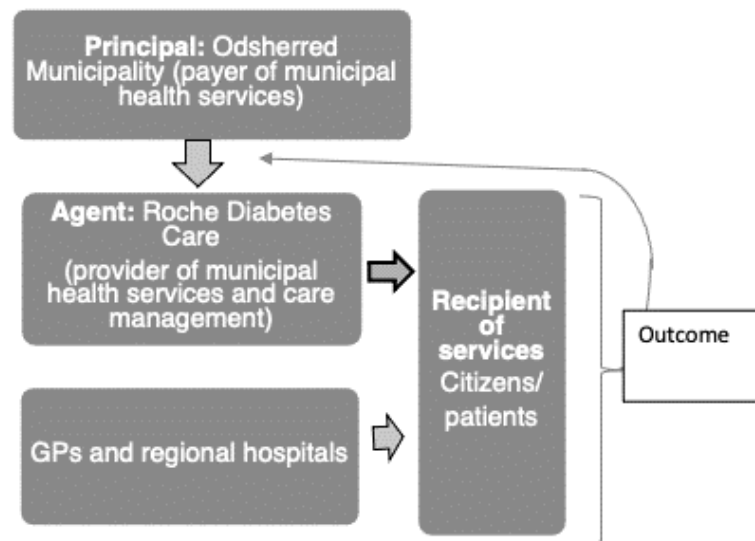 Principal: Odsherred
Municipality (payer of municipal
health services)
Agent: Roche Diabetes
Care
(provider of municipal
health services and care
management)
Recipient
of
services
Citizens/
patients
Outcome
GPs and regional hospitals